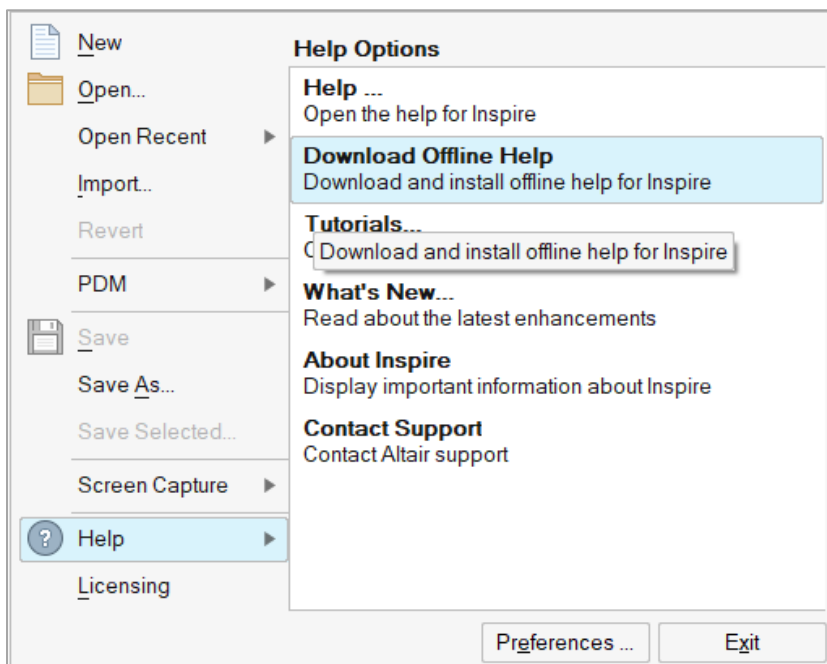 New
Open...
Open Recent
Import...
Revert
PDM
Save
Save As...
Save Selected...
Screen Capture
Help
Licensing
Help Options
Help ...
Open the help for Inspire
Download Offline Help
Download and install offline help for Inspire
Tutorials...
Download and install offline help for Inspire
What's New...
Read about the latest enhancements
About Inspire
Display important information about Inspire
Contact Support
Contact Altair support
Preferences ...
Exit